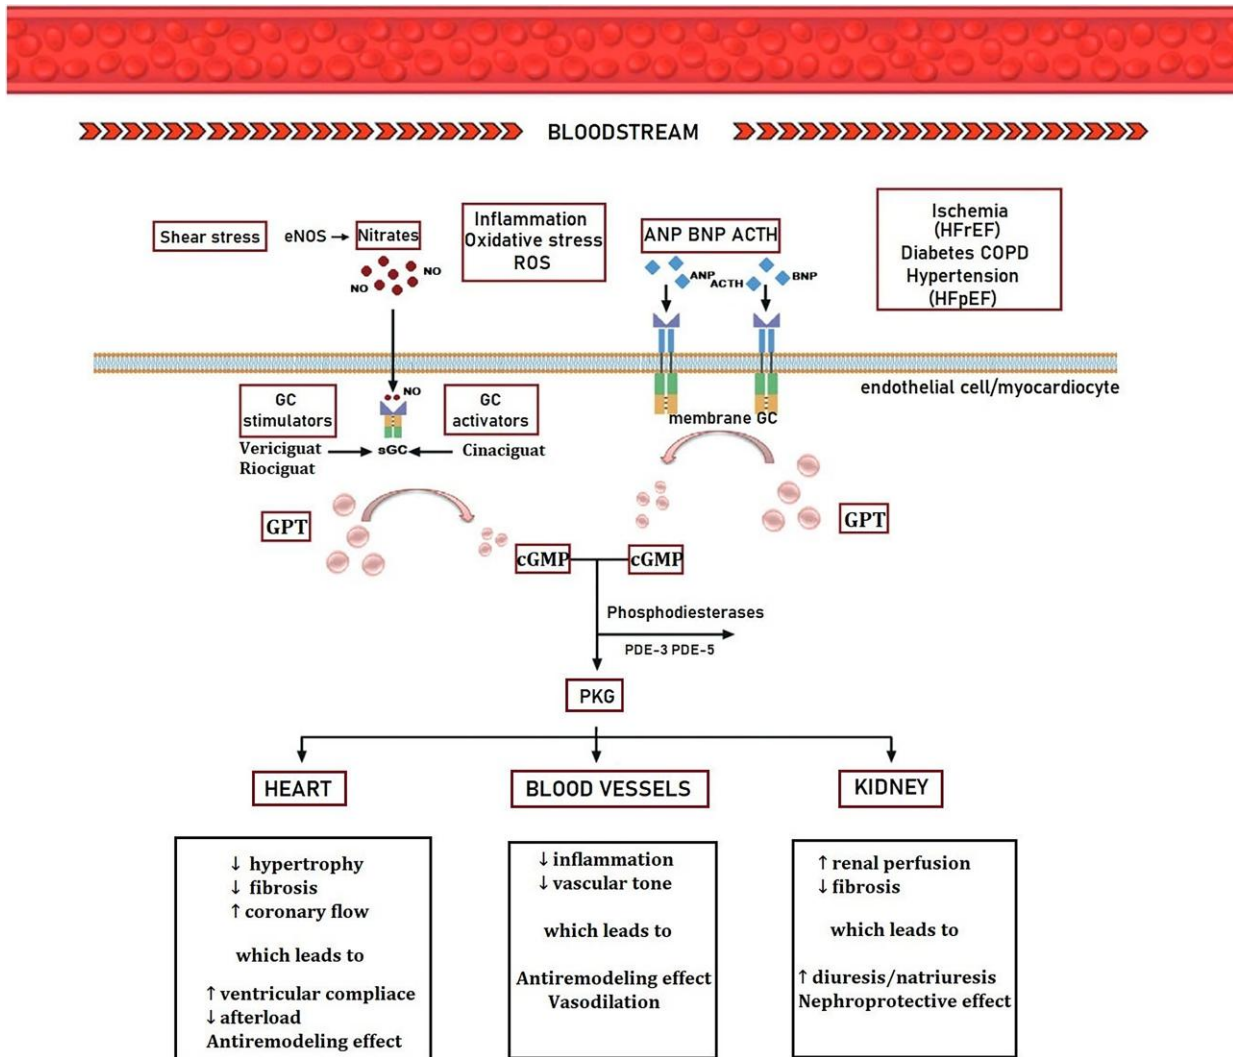 BLOODSTREAM
Shear stress
eNOS →
Nitrates
NO
NO
Inflammation
Oxidative stress
ROS
ANP BNP ACTH
ANP
ACTH
BNP
Ischemia
(HFrEF)
Diabetes COPD
Hypertension
(HFpEF)
endothelial cell/myocardiocyte
GC
stimulators
Vericiguat
Riociguat
NO
sGC
GC
activators
Cinaciguat
membrane GC
GPT
GPT
cGMP
cGMP
Phosphodiesterases
PDE-3 PDE-5
PKG
HEART
↓ hypertrophy
↓ fibrosis
↑ coronary flow
which leads to
↑ ventricular compliace
↓ afterload
Antiremodeling effect
BLOOD VESSELS
↓ inflammation
↓ vascular tone
which leads to
Antiremodeling effect
Vasodilation
KIDNEY
↑ renal perfusion
↓ fibrosis
which leads to
↑ diuresis/natriuresis
Nephroprotective effect